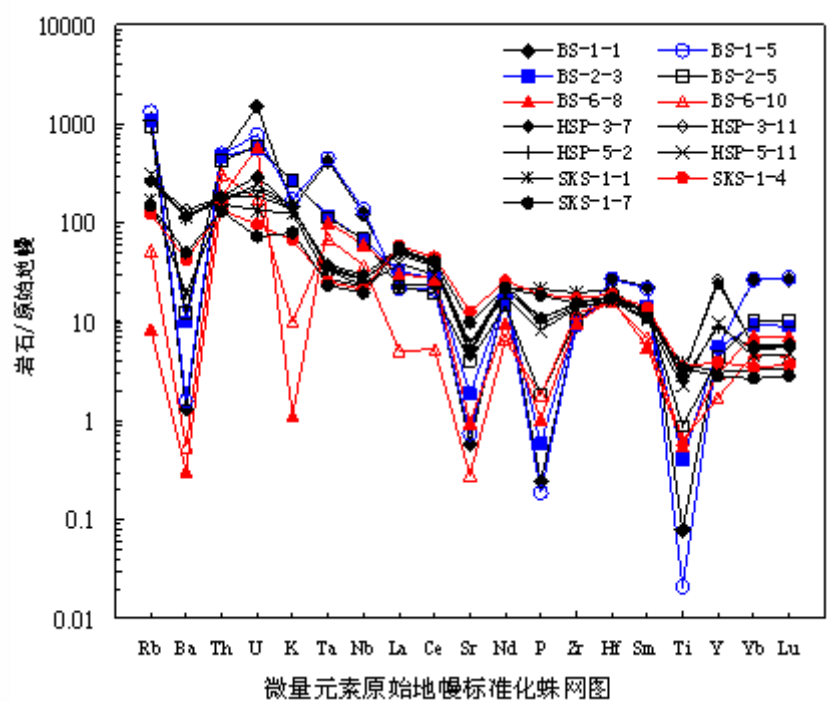 10000
1000
100
10
1
0.1
0.01
岩石/原始地幔
BS-1-1 BS-1-5
BS-2-3 BS-2-5
BS-6-8 BS-6-10
HSP-3-7 HSP-3-11
HSP-5-2 HSP-5-11
SKS-1-1 SKS-1-4
SKS-1-7
Rb Ba Th U K Ta Nb La Ce Sr Nd P Zr Hf Sm Ti Y Yb Lu
微量元素原始地幔标准化蛛网图